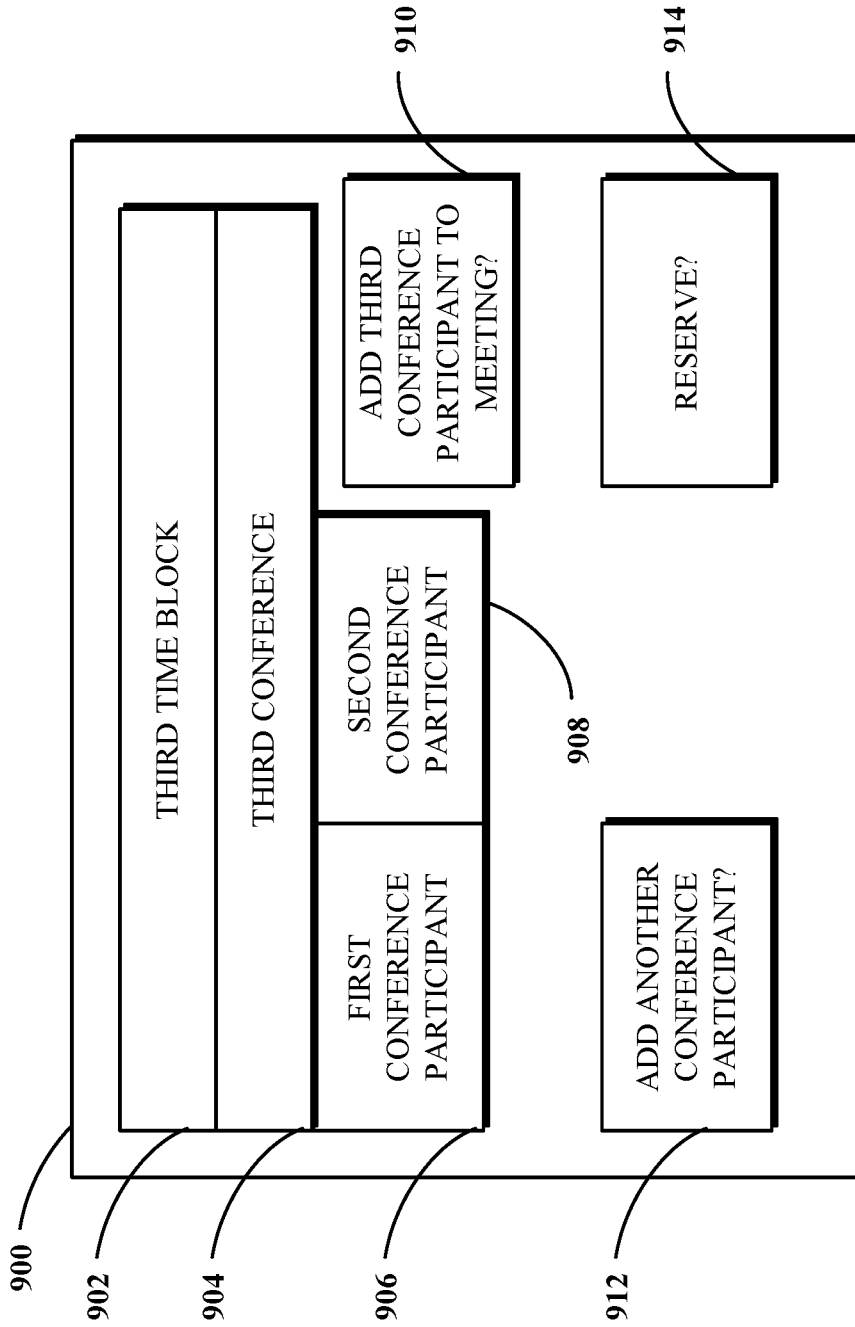 900
902
THIRD TIME BLOCK
904
THIRD CONFERENCE
906
FIRST
CONFERENCE
PARTICIPANT
SECOND
CONFERENCE
PARTICIPANT
908
ADD THIRD
CONFERENCE
PARTICIPANT TO
MEETING?
910
912
ADD ANOTHER
CONFERENCE
PARTICIPANT?
RESERVE?
914